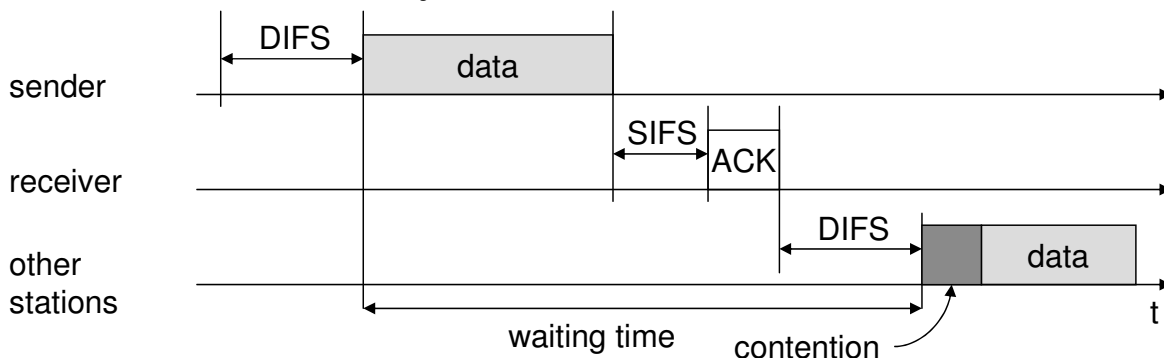 DIFS
data
sender
SIFS
ACK
receiver
DIFS
data
other
stations
t
waiting time
contention